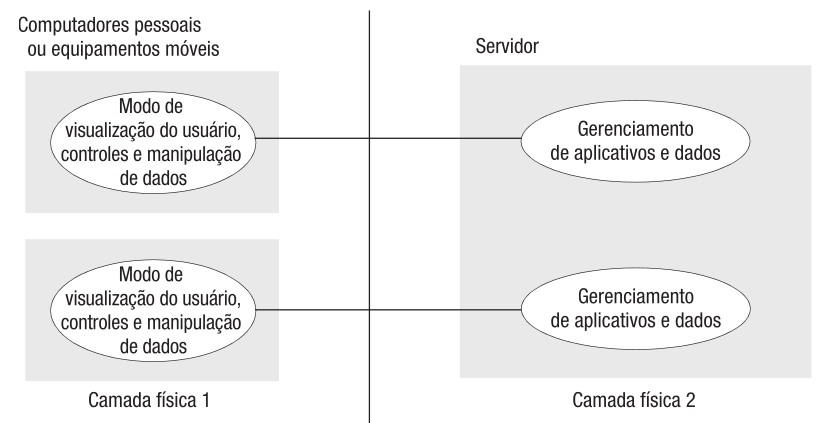 Computadores pessoais
ou equipamentos móveis
Servidor
Modo de
visualização do usuário,
controles e manipulação
de dados
Gerenciamento
de aplicativos e dados
Modo de
visualização do usuário,
controles e manipulação
de dados
Gerenciamento
de aplicativos e dados
Camada física 1
Camada física 2